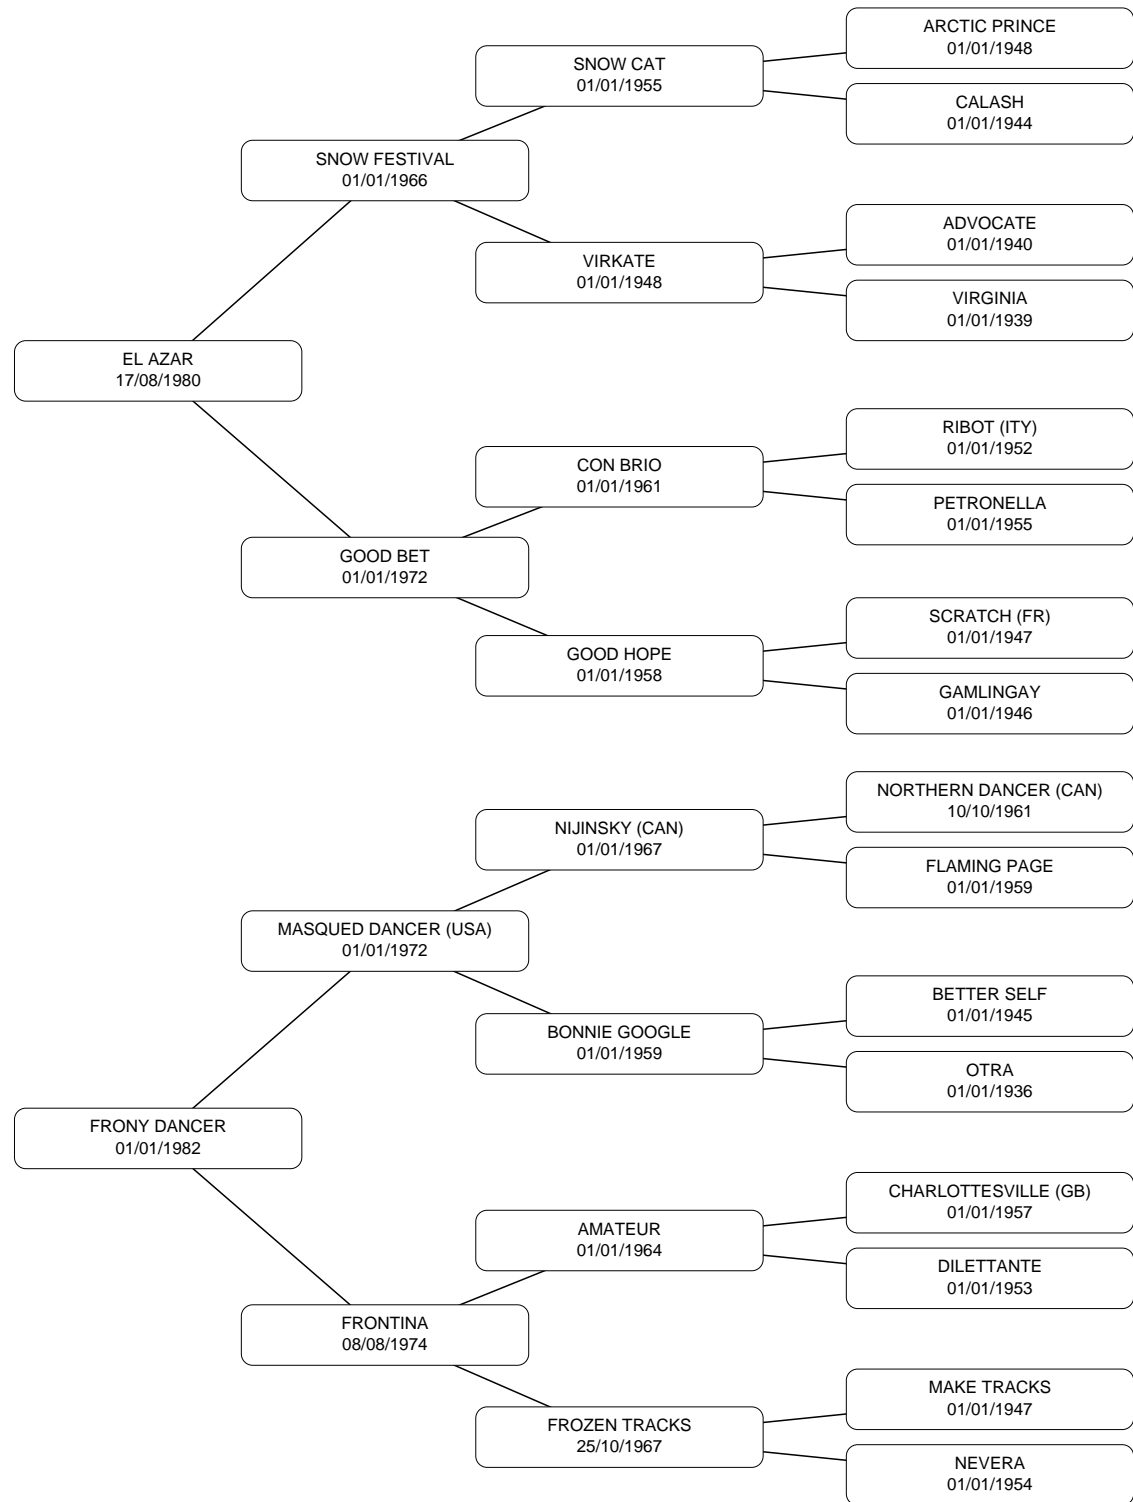 ARCTIC PRINCE
01/01/1948
SNOW CAT
01/01/1955
CALASH
01/01/1944
SNOW FESTIVAL
01/01/1966
ADVOCATE
01/01/1940
VIRKATE
01/01/1948
VIRGINIA
01/01/1939
EL AZAR
17/08/1980
RIBOT (ITY)
01/01/1952
CON BRIO
01/01/1961
PETRONELLA
01/01/1955
GOOD BET
01/01/1972
SCRATCH (FR)
01/01/1947
GOOD HOPE
01/01/1958
GAMLINGAY
01/01/1946
NORTHERN DANCER (CAN)
10/10/1961
NIJINSKY (CAN)
01/01/1967
FLAMING PAGE
01/01/1959
MASQUED DANCER (USA)
01/01/1972
BETTER SELF
01/01/1945
BONNIE GOOGLE
01/01/1959
OTRA
01/01/1936
FRONY DANCER
01/01/1982
CHARLOTTESVILLE (GB)
01/01/1957
AMATEUR
01/01/1964
DILETTANTE
01/01/1953
FRONTINA
08/08/1974
MAKE TRACKS
01/01/1947
FROZEN TRACKS
25/10/1967
NEVERA
01/01/1954